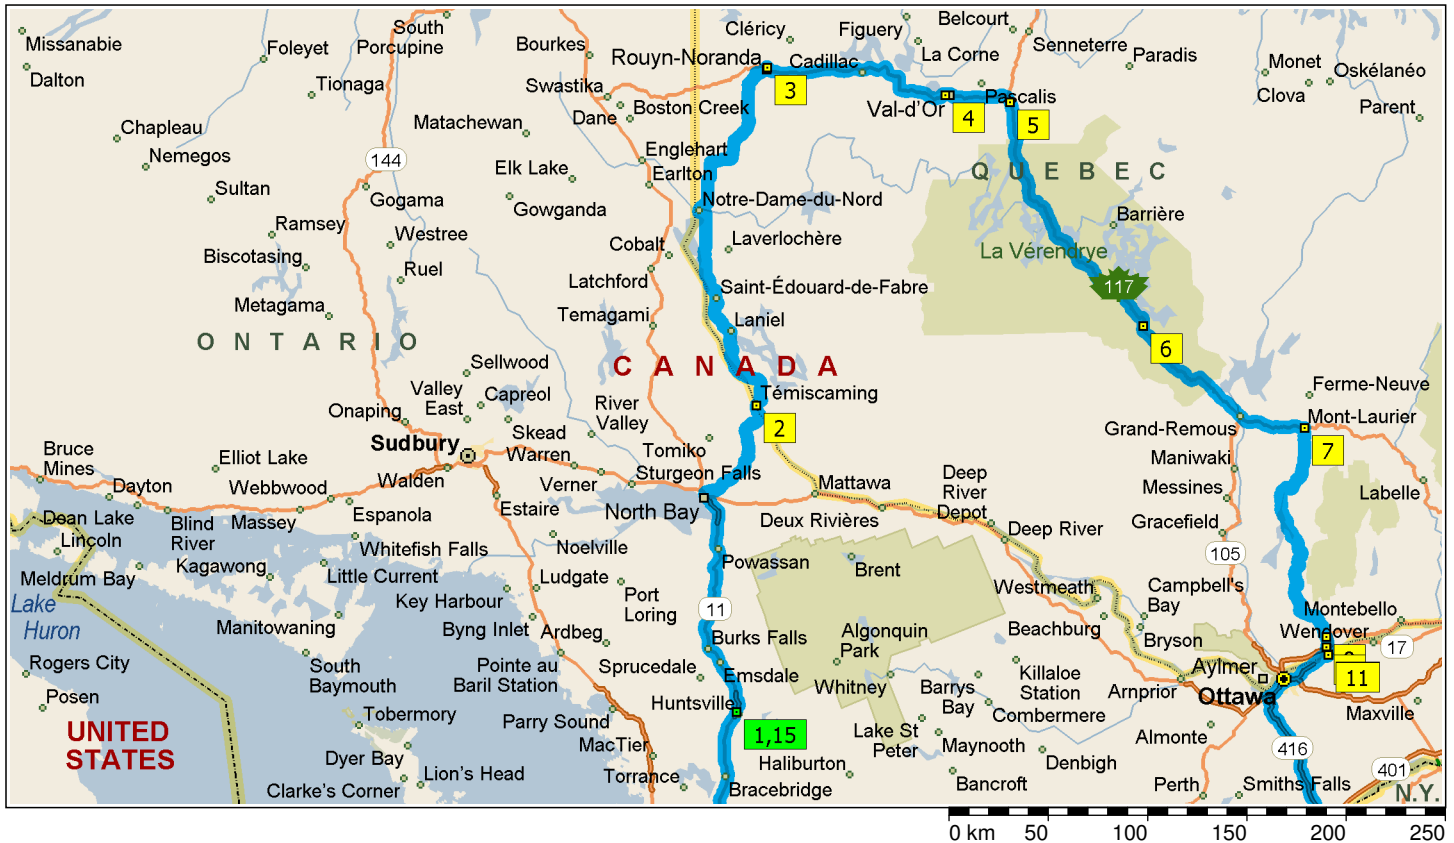 South
Porcupine
Belcourt
Missanabie
Foleyet
Bourkes
Cléricy
Figuery
La Corne
Senneterre
Paradis
Dalton
Tionaga
Rouyn-Noranda
Cadillac
Monet
Oskélanéo
Swastika
3
Clova
Parent
Chapleau
Matachewan
Dane
Boston Creek
Val-d'Or
Pascalis
4
5
Nemegos
144
Englehart
Elk Lake
Earlton
QUEBEC
Sultan
Gogama
Gowganda
Notre-Dame-du-Nord
Barrière
Ramsey
Westree
Cobalt
Laverlochère
La Vérendrye
Biscotasing
Ruel
Latchford
Saint-Édouard-de-Fabre
117
Metagama
Temagami
Laniel
ONTARIO
6
CANADA
Sellwood
Valley
East
Capreol
River
Valley
Témiscaming
Ferme-Neuve
Onaping
2
Mont-Laurier
Grand-Remous
7
Sudbury
Skead
Warren
Tomiko
Maniwaki
Bruce
Mines
Elliot Lake
Walden
Sturgeon Falls
Deep
River
Depot
Dayton
Webbwood
Verner
Mattawa
Messines
Labelle
Dean Lake
Blind
River
Massey
Espanola
Estaire
North Bay
Deux Rivières
Deep River
Gracefield
Lincoln
Whitefish Falls
Noelville
105
Meldrum Bay
Kagawong
Little Current
Ludgate
Powassan
Brent
Westmeath
Campbell's
Bay
Lake
Huron
Key Harbour
Port
Loring
11
Montebello
Manitowaning
Byng Inlet
Ardbeg
Burks Falls
Algonquin
Park
Beachburg
Bryson
Wendover
17
Rogers City
South
Baymouth
Pointe au
Baril Station
Sprucedale
Emsdale
Whitney
Killaloe
Station
Aylmer
11
Posen
Huntsville
Barrys
Bay
Arnprior
Ottawa
Tobermory
Parry Sound
1,15
Combermere
Maxville
UNITED
STATES
MacTier
Lake St
Peter
Maynooth
Almonte
416
Dyer Bay
Lion's Head
Torrance
Haliburton
Denbigh
401
Clarke's Corner
Bracebridge
Bancroft
Perth
Smiths Falls
N.Y.
0 km 50 100 150 200 250